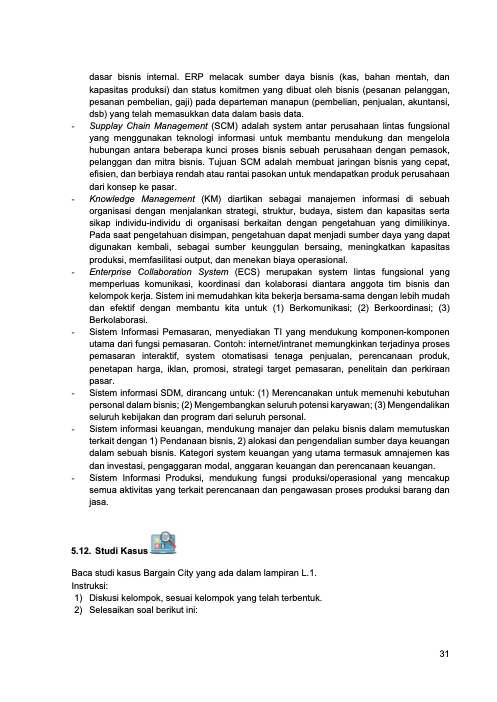 dasar bisnis internal. ERP melacak sumber daya bisnis (kas, bahan mentah, dan
kapasitas produksi) dan status komitmen yang dibuat oleh bisnis (pesanan pelanggan,
pesanan pembelian, gaji) pada departeman manapun (pembelian, penjualan, akuntansi,
dsb) yang telah memasukkan data dalam basis data.
- Supplay Chain Management (SCM) adalah system antar perusahaan lintas fungsional
yang menggunakan teknologi informasi untuk membantu mendukung dan mengelola
hubungan antara beberapa kunci proses bisnis sebuah perusahaan dengan pemasok,
pelanggan dan mitra bisnis. Tujuan SCM adalah membuat jaringan bisnis yang cepat,
efisien, dan berbiaya rendah atau rantai pasokan untuk mendapatkan produk perusahaan
dari konsep ke pasar.
- Knowledge Management (KM) diartikan sebagai manajemen informasi di sebuah
organisasi dengan menjalankan strategi, struktur, budaya, sistem dan kapasitas serta
sikap individu-individu di organisasi berkaitan dengan pengetahuan yang dimilikinya.
Pada saat pengetahuan disimpan, pengetahuan dapat menjadi sumber daya yang dapat
digunakan kembali, sebagai sumber keunggulan bersaing, meningkatkan kapasitas
produksi, memfasilitasi output, dan menekan biaya operasional.
- Enterprise Collaboration System (ECS) merupakan system lintas fungsional yang
memperluas komunikasi, koordinasi dan kolaborasi diantara anggota tim bisnis dan
kelompok kerja. Sistem ini memudahkan kita bekerja bersama-sama dengan lebih mudah
dan efektif dengan membantu kita untuk (1) Berkomunikasi; (2) Berkoordinasi; (3)
Berkolaborasi.
- Sistem Informasi Pemasaran, menyediakan TI yang mendukung komponen-komponen
utama dari fungsi pemasaran. Contoh: internet/intranet memungkinkan terjadinya proses
pemasaran interaktif, system otomatisasi tenaga penjualan, perencanaan produk,
penetapan harga, iklan, promosi, strategi target pemasaran, penelitain dan perkiraan
pasar.
- Sistem informasi SDM, dirancang untuk: (1) Merencanakan untuk memenuhi kebutuhan
personal dalam bisnis; (2) Mengembangkan seluruh potensi karyawan; (3) Mengendalikan
seluruh kebijakan dan program dari seluruh personal.
- Sistem informasi keuangan, mendukung manajer dan pelaku bisnis dalam memutuskan
terkait dengan 1) Pendanaan bisnis, 2) alokasi dan pengendalian sumber daya keuangan
dalam sebuah bisnis. Kategori system keuangan yang utama termasuk amnajemen kas
dan investasi, penganggaran modal, anggaran keuangan dan perencanaan keuangan.
- Sistem Informasi Produksi, mendukung fungsi produksi/operasional yang mencakup
semua aktivitas yang terkait perencanaan dan pengawasan proses produksi barang dan
jasa.
5.12. Studi Kasus
Baca studi kasus Bargain City yang ada dalam lampiran L.1.
Instruksi:
1) Diskusi kelompok, sesuai kelompok yang telah terbentuk.
2) Selesaikan soal berikut ini:
31